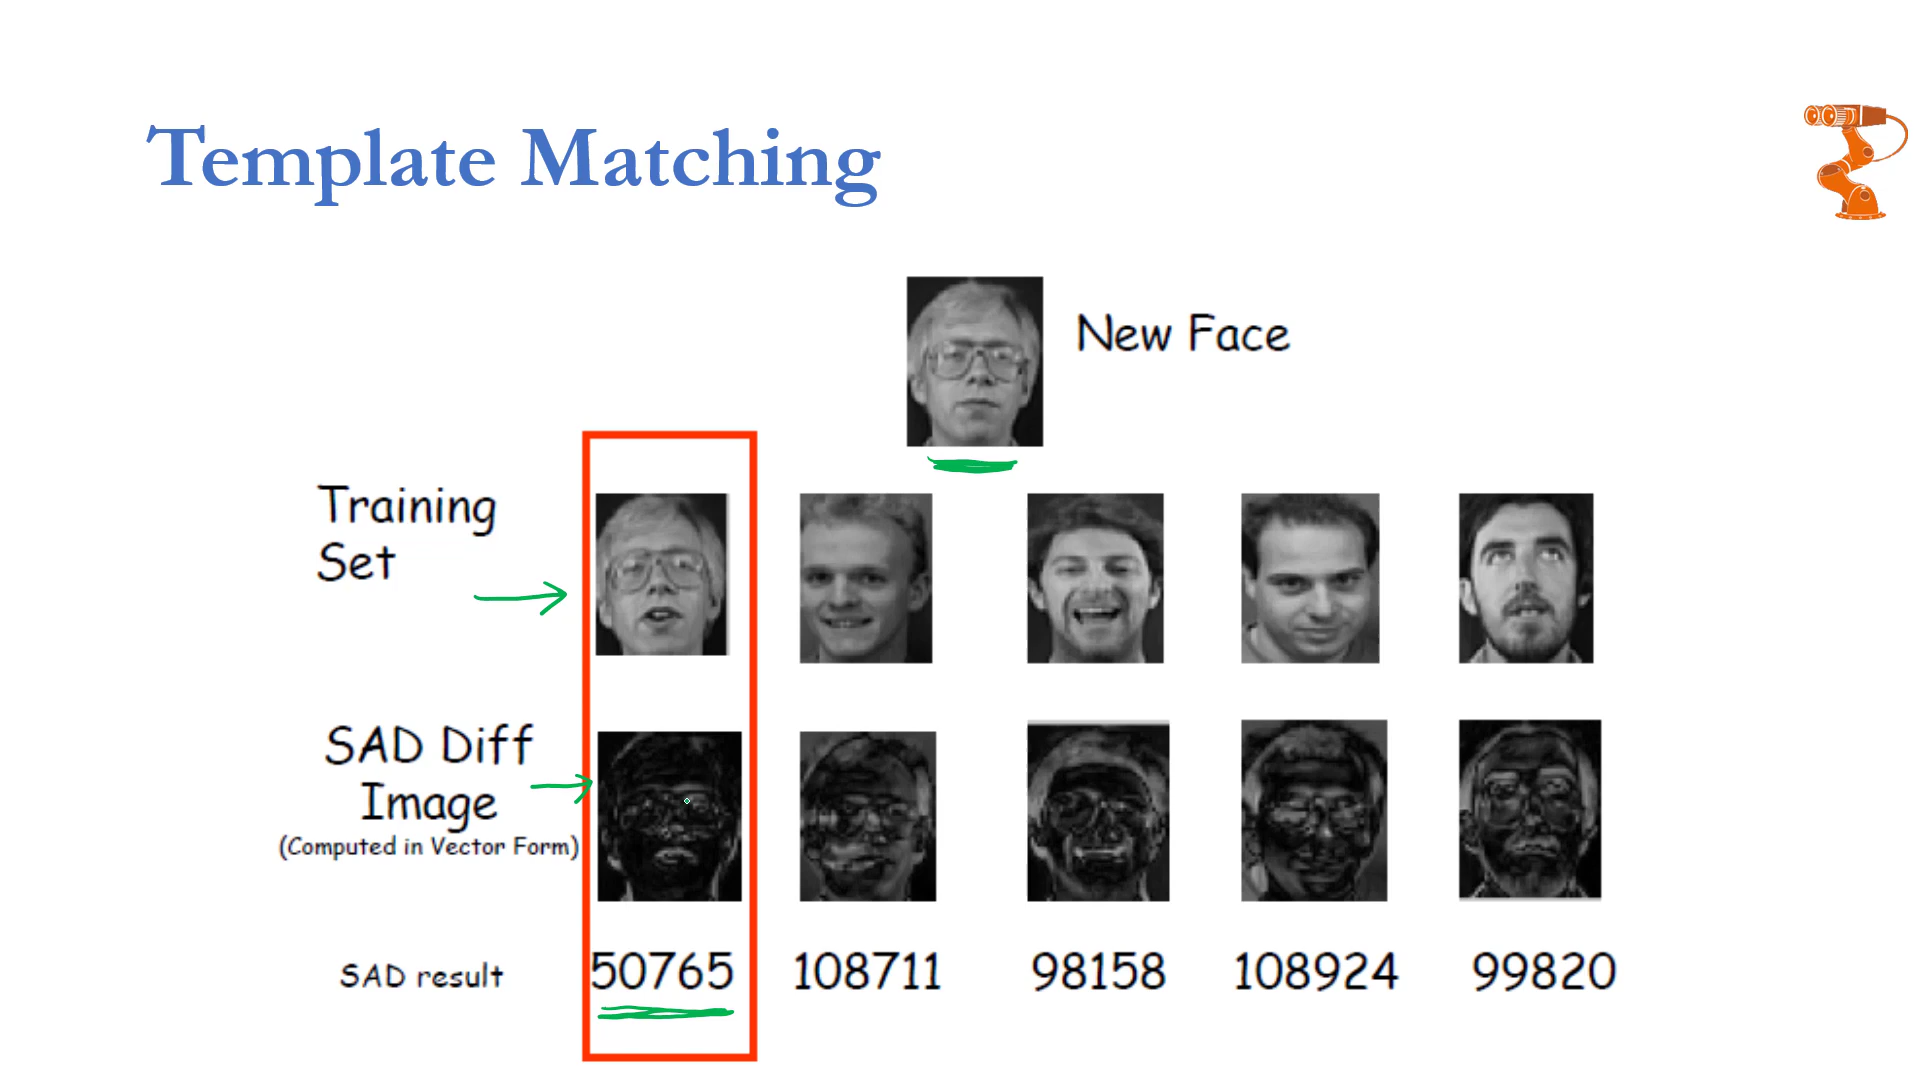 Template Matching
New Face
Training
Set
SAD Diff
Image
(Computed in Vector Form)
SAD result 50765 108711 98158 108924 99820